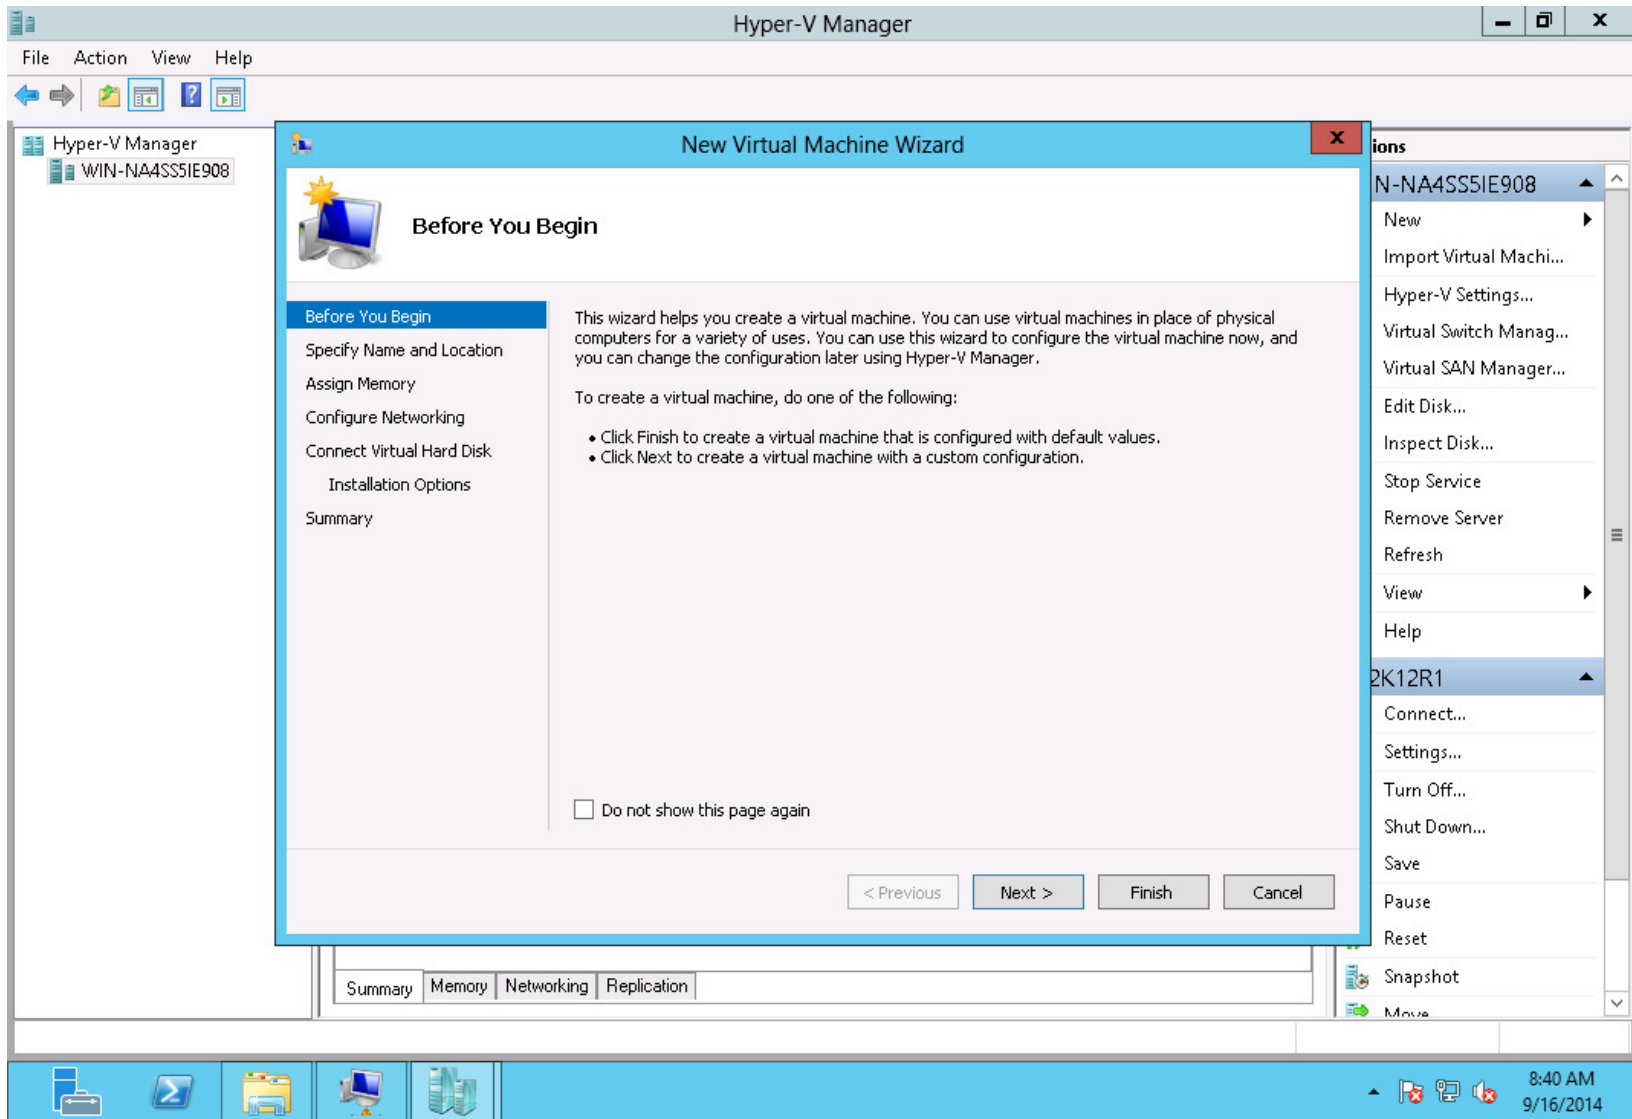 Hyper-V Manager
File Action View Help
Hyper-V Manager
WIN-NA4SS5IE908
New Virtual Machine Wizard
Before You Begin
Before You Begin
Specify Name and Location
Assign Memory
Configure Networking
Connect Virtual Hard Disk
Installation Options
Summary
This wizard helps you create a virtual machine. You can use virtual machines in place of physical
computers for a variety of uses. You can use this wizard to configure the virtual machine now, and
you can change the configuration later using Hyper-V Manager.
To create a virtual machine, do one of the following:
• Click Finish to create a virtual machine that is configured with default values.
• Click Next to create a virtual machine with a custom configuration.
Do not show this page again
< Previous Next > Finish Cancel
Summary Memory Networking Replication
ions
N-NA4SS5IE908
New
Import Virtual Machi...
Hyper-V Settings...
Virtual Switch Manag...
Virtual SAN Manager...
Edit Disk...
Inspect Disk...
Stop Service
Remove Server
Refresh
View
Help
2K12R1
Connect...
Settings...
Turn Off...
Shut Down...
Save
Pause
Reset
Snapshot
Move
8:40 AM
9/16/2014